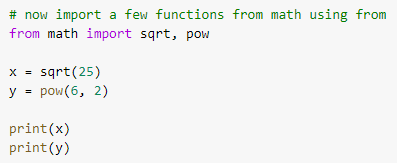 # now import a few functions from math using from
from math import sqrt, pow
x = sqrt(25)
y = pow(6, 2)
print(x)
print(y)